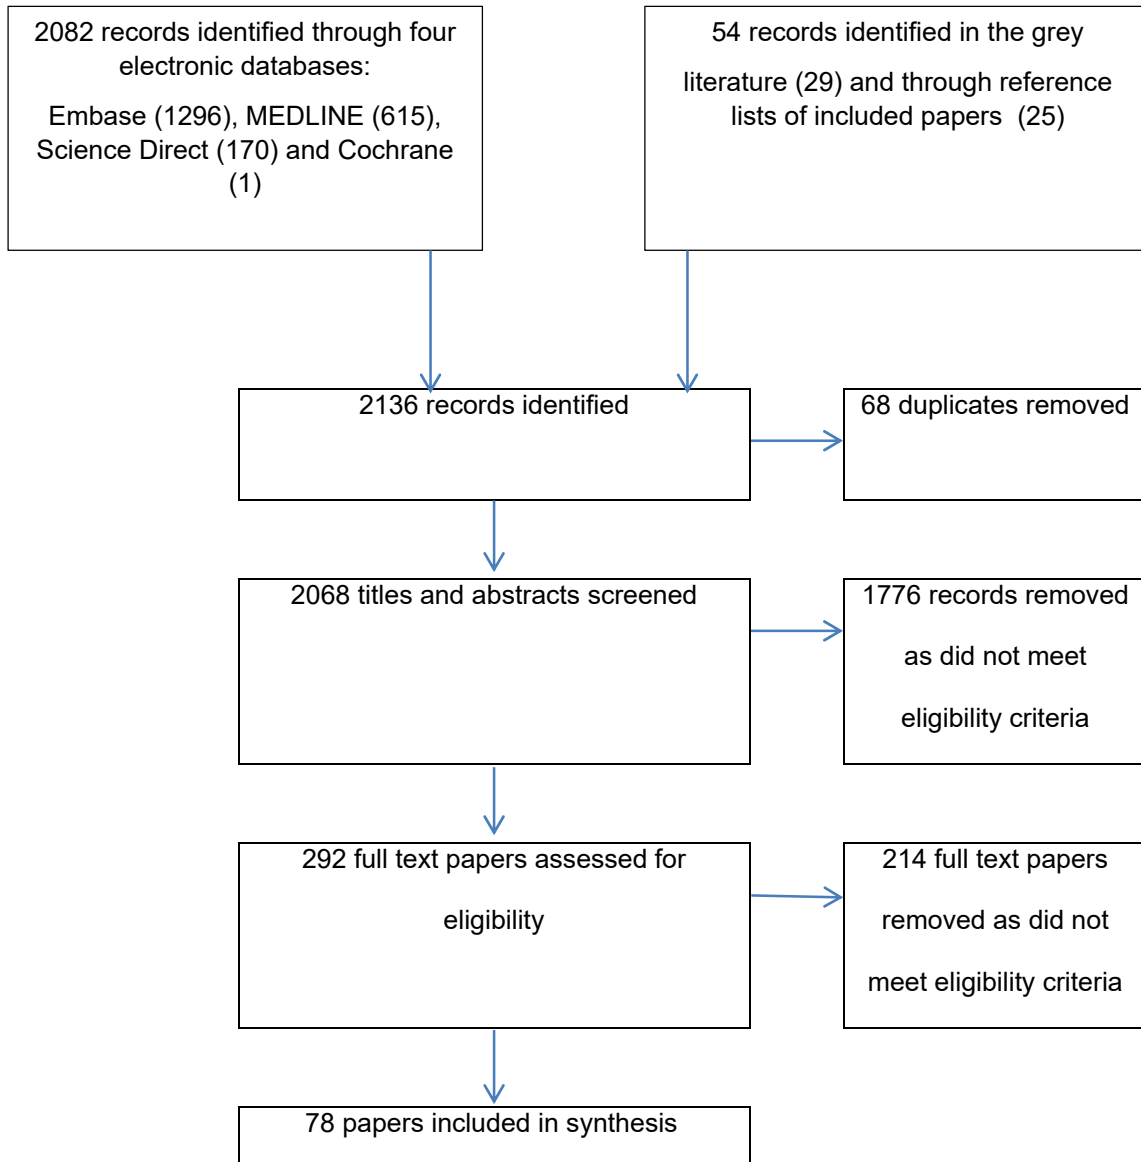 2082 records identified through four
electronic databases:
Embase (1296), MEDLINE (615),
Science Direct (170) and Cochrane
(1)
54 records identified in the grey
literature (29) and through reference
lists of included papers (25)
2136 records identified
68 duplicates removed
2068 titles and abstracts screened
1776 records removed
as did not meet
eligibility criteria
292 full text papers assessed for
eligibility
214 full text papers
removed as did not
meet eligibility criteria
78 papers included in synthesis